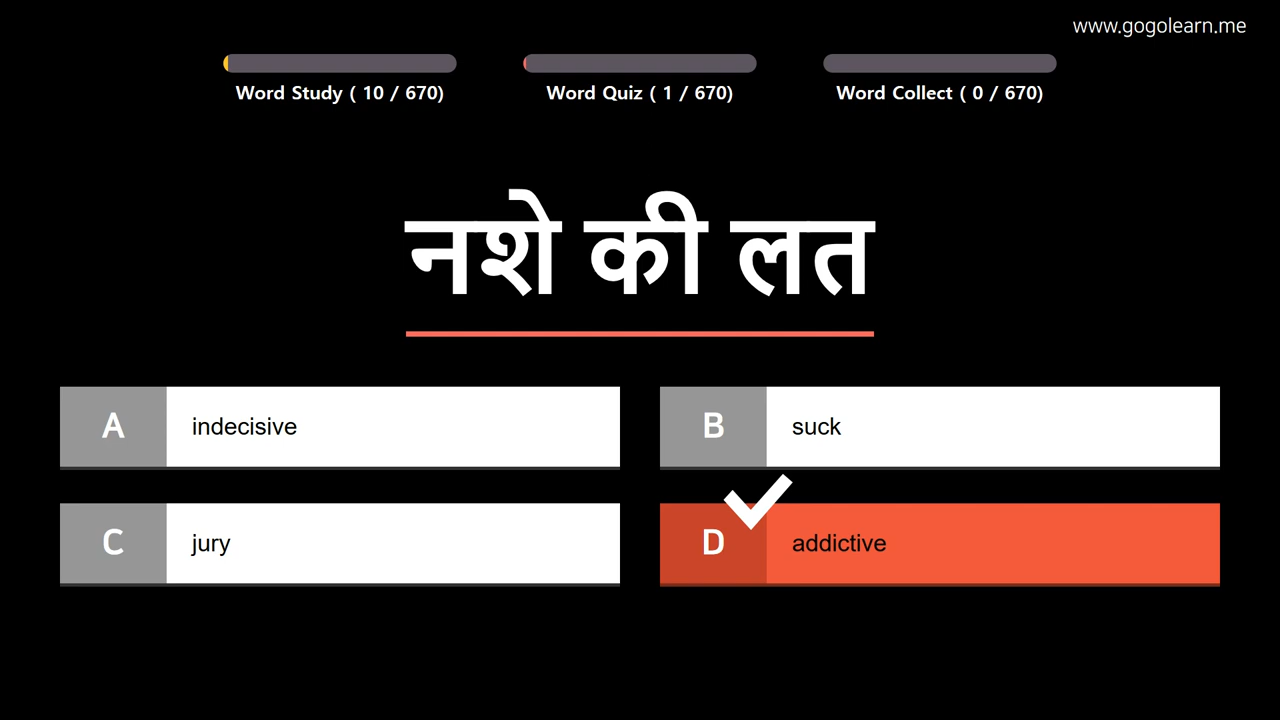 www.gogolearn.me
Word Study ( 10 / 670)
Word Quiz ( 1 / 670)
Word Collect ( 0 / 670)
नशे की लत
A indecisive
B suck
C jury
D addictive